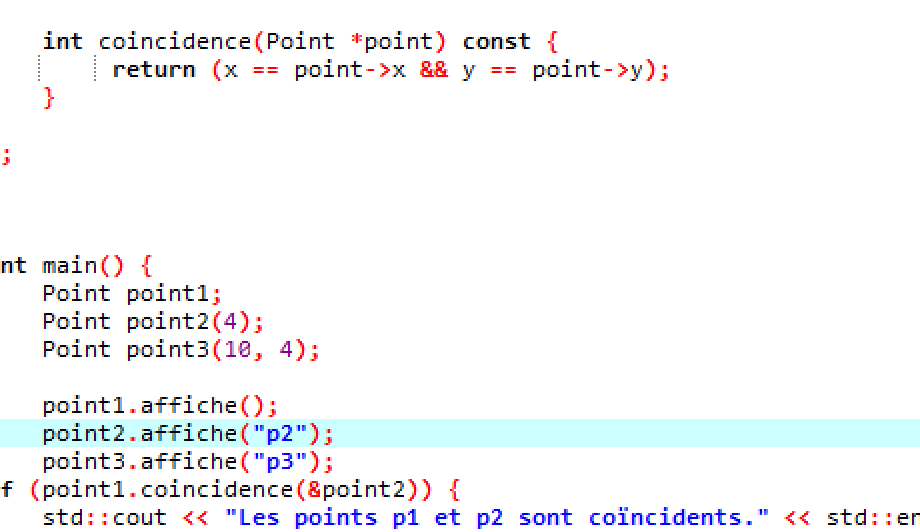 int coincidence(Point *point) const {
return (x == point->x && y == point->y);
}
;
nt main() {
Point point1;
Point point2(4);
Point point3(10, 4);
point1.affiche();
point2.affiche("p2");
point3.affiche("p3");
f (point1.coincidence(&point2)) {
std::cout << "Les points p1 et p2 sont coïncidents." << std::er